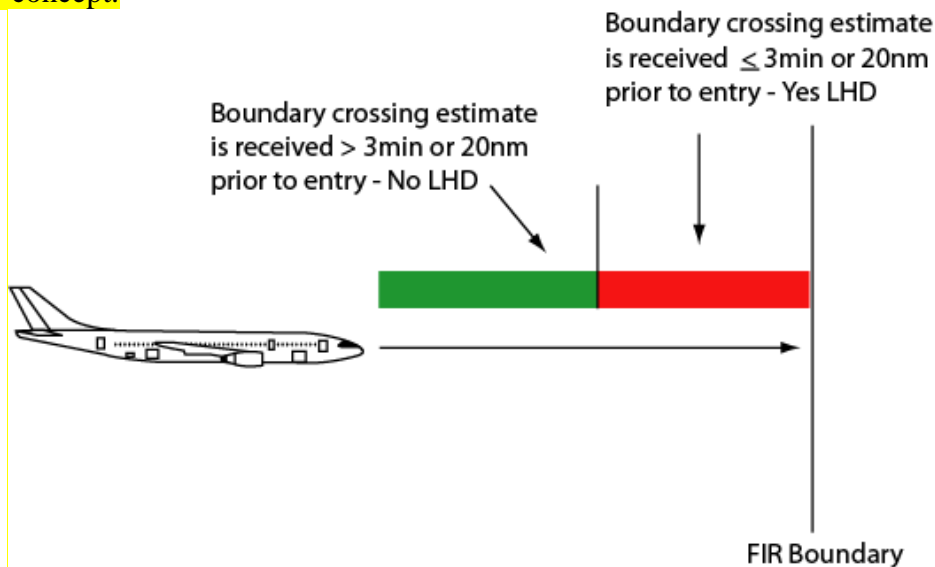 concept.
Boundary crossing estimate
is received ≤ 3min or 20nm
prior to entry - Yes LHD
Boundary crossing estimate
is received > 3min or 20nm
prior to entry - No LHD
FIR Boundary